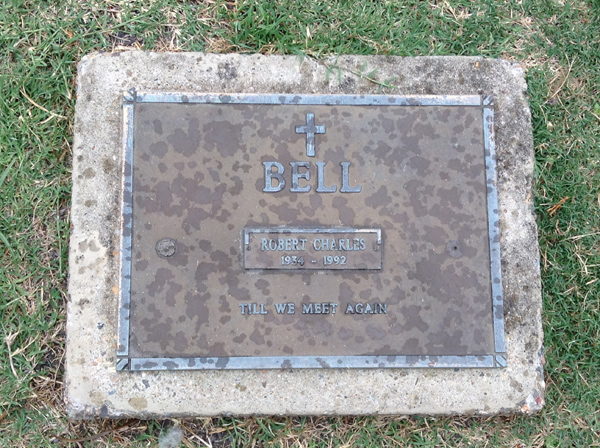 BELL
ROBERT CHARLES
1934 - 1992
TILL WE MEET AGAIN